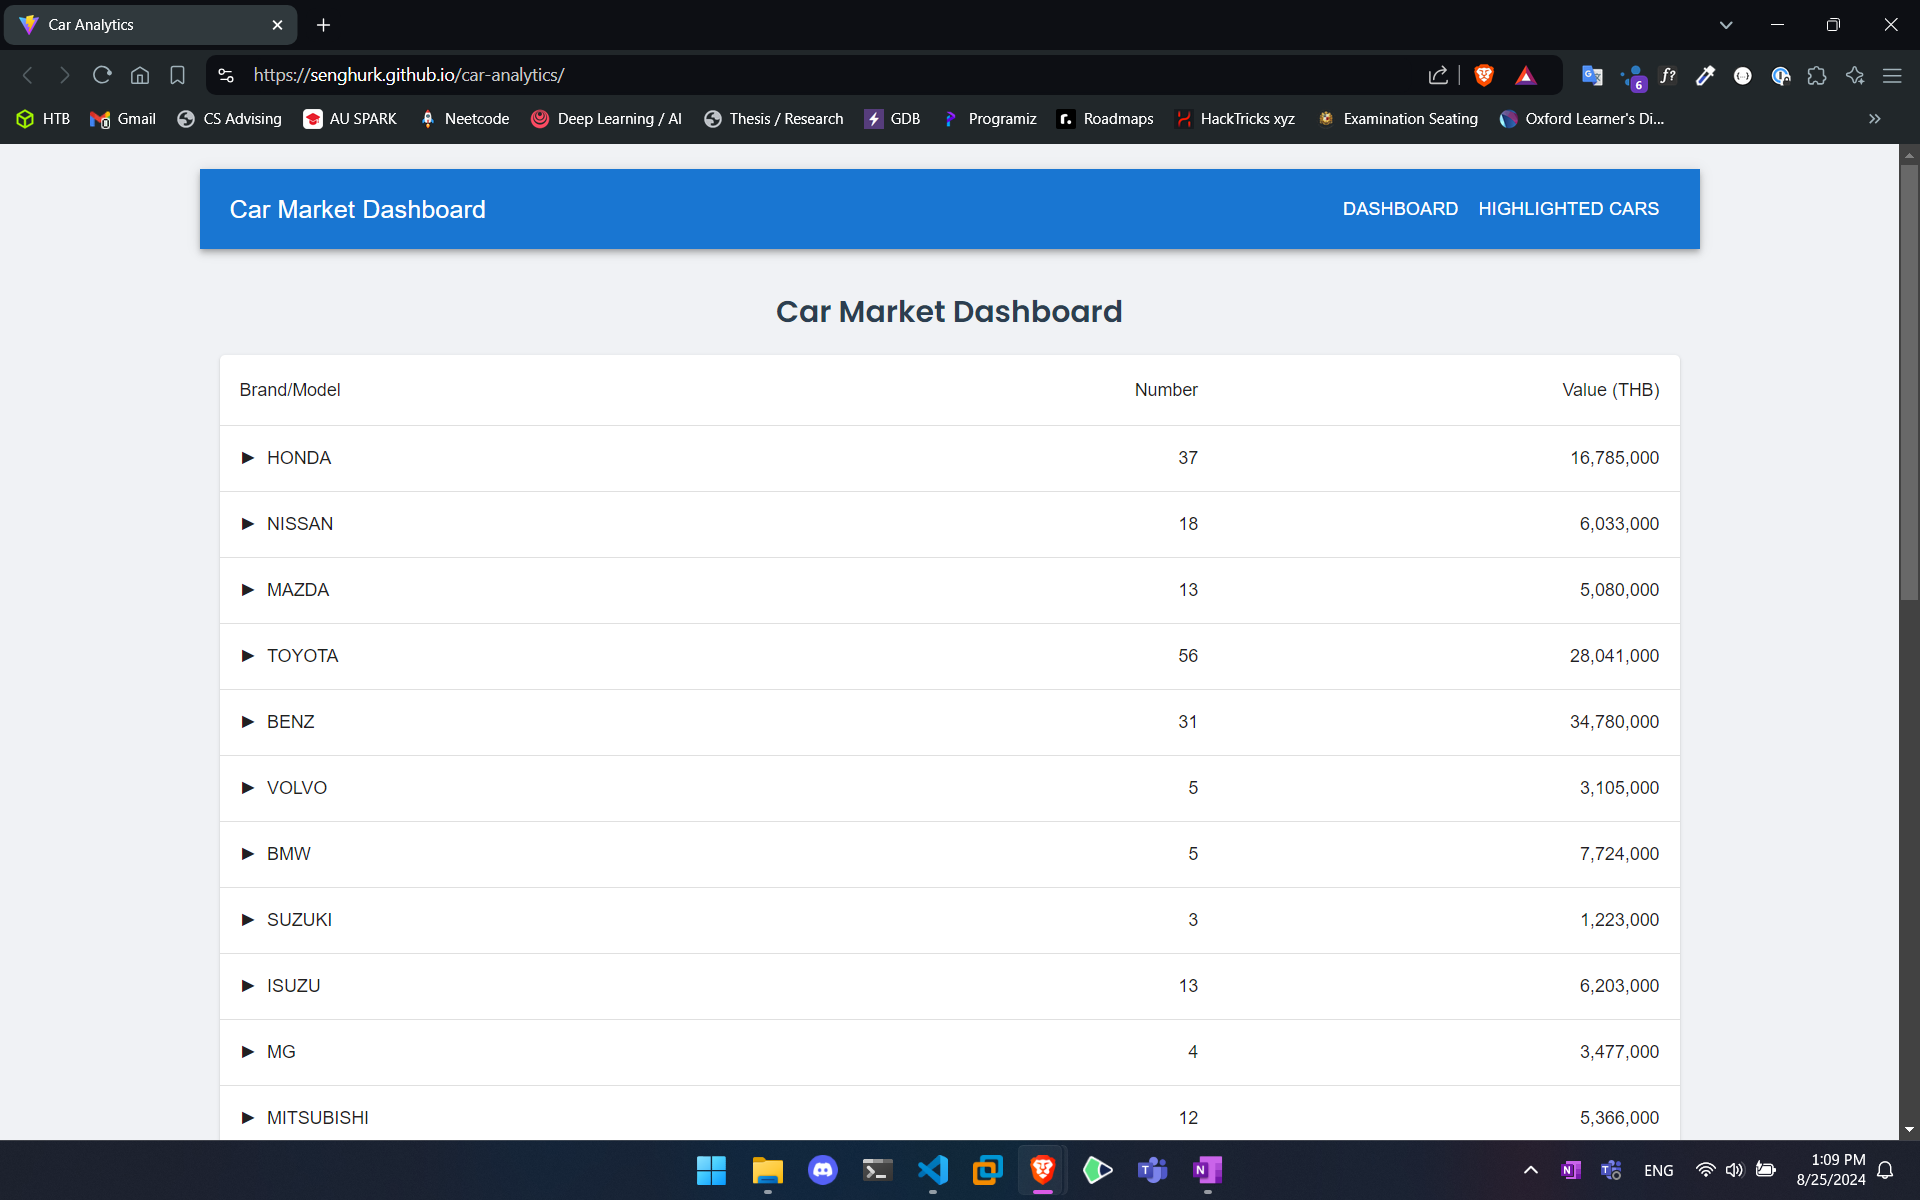 Car Analytics
https://senghurk.github.io/car-analytics/
6
f?
HTB Gmail CS Advising AU SPARK Neetcode Deep Learning / AI Thesis / Research GDB Programiz Roadmaps HackTricks xyz Examination Seating Oxford Learner's Di...
Car Market Dashboard DASHBOARD HIGHLIGHTED CARS
Car Market Dashboard
Brand/Model Number Value (THB)
HONDA 37 16,785,000
NISSAN 18 6,033,000
MAZDA 13 5,080,000
TOYOTA 56 28,041,000
BENZ 31 34,780,000
VOLVO 5 3,105,000
BMW 5 7,724,000
SUZUKI 3 1,223,000
ISUZU 13 6,203,000
MG 4 3,477,000
MITSUBISHI 12 5,366,000
ENG
1:09 PM
8/25/2024